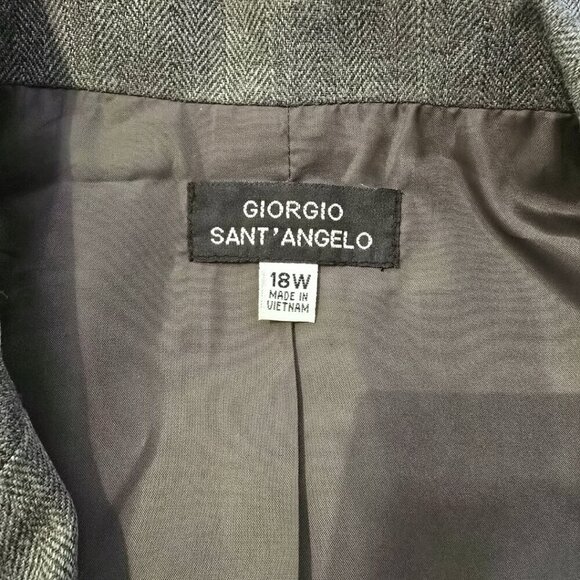 GIORGIO
SANT'ANGELO
18W
MADE IN
VIETNAM